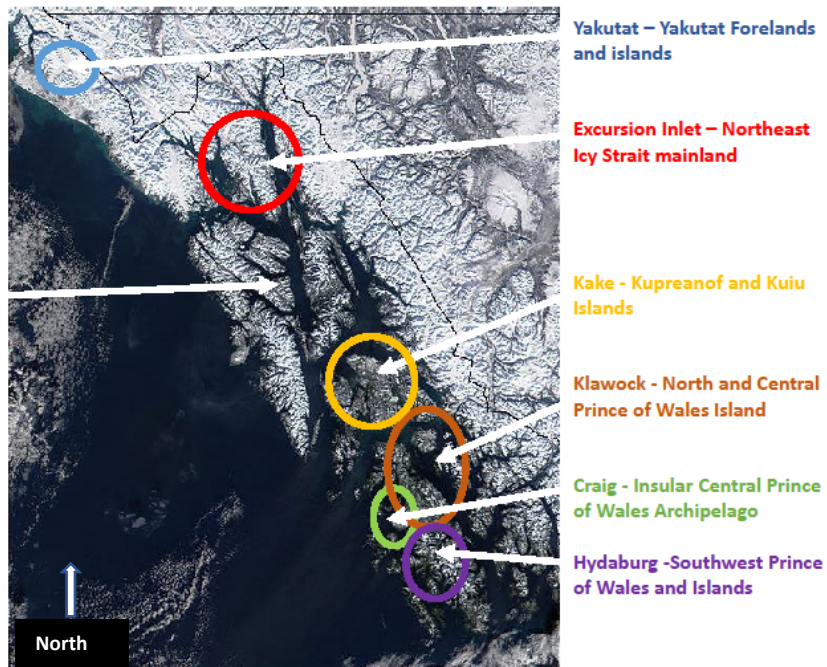 Yakutat – Yakutat Forelands
and islands
Excursion Inlet – Northeast
Icy Strait mainland
Kake - Kupreanof and Kuiu
Islands
Klawock - North and Central
Prince of Wales Island
Craig - Insular Central Prince
of Wales Archipelago
Hydaburg -Southwest Prince
of Wales and Islands
North